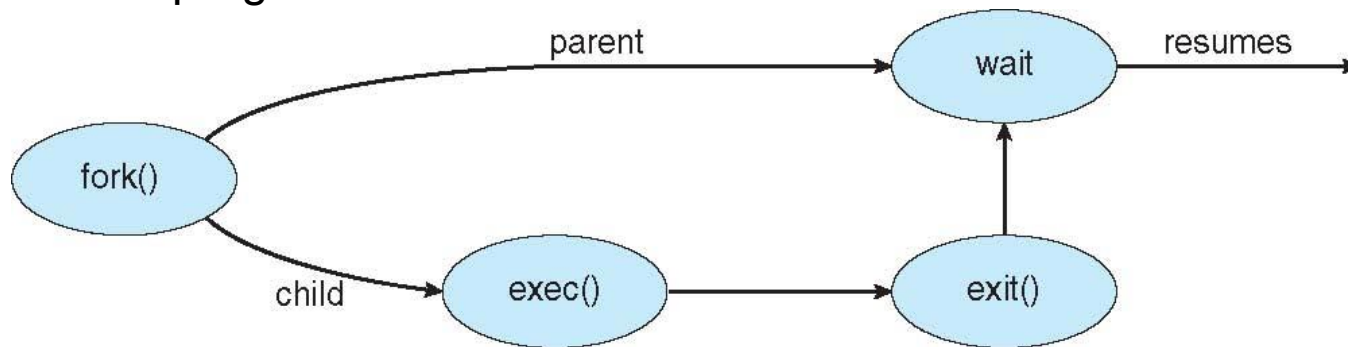 parent
wait
resumes
fork()
child
exec()
exit()